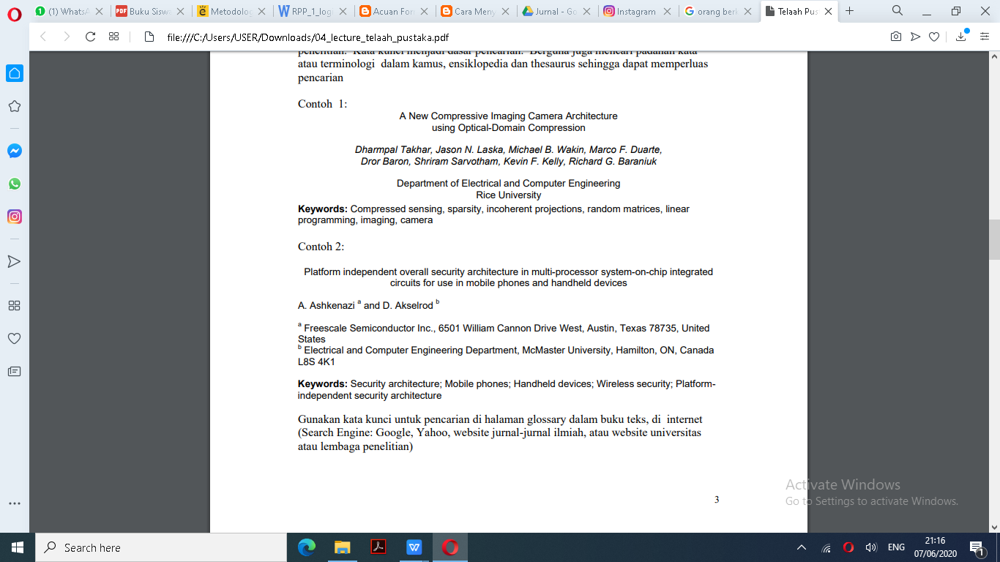 (1) WhatsA
Buku Siswa
Metodolog
RPP_1_log
Acuan For
Cara Meny
Jurnal - Go
Instagram
orang berk
Telaah Pus
file:///C:/Users/USER/Downloads/04_lecture_telaah_pustaka.pdf
penelitian. Kata kunci menjadi dasar pencarian. Berguna juga mencari padanan kata
atau terminologi dalam kamus, ensiklopedia dan thesaurus sehingga dapat memperluas
pencarian
Contoh 1:
A New Compressive Imaging Camera Architecture
using Optical-Domain Compression
Dharmpal Takhar, Jason N. Laska, Michael B. Wakin, Marco F. Duarte,
Dror Baron, Shriram Sarvotham, Kevin F. Kelly, Richard G. Baraniuk
Department of Electrical and Computer Engineering
Rice University
Keywords: Compressed sensing, sparsity, incoherent projections, random matrices, linear
programming, imaging, camera
Contoh 2:
Platform independent overall security architecture in multi-processor system-on-chip integrated
circuits for use in mobile phones and handheld devices
A. Ashkenazi a and D. Akselrod b
a Freescale Semiconductor Inc., 6501 William Cannon Drive West, Austin, Texas 78735, United
States
b Electrical and Computer Engineering Department, McMaster University, Hamilton, ON, Canada
L8S 4K1
Keywords: Security architecture; Mobile phones; Handheld devices; Wireless security; Platform-
independent security architecture
Gunakan kata kunci untuk pencarian di halaman glossary dalam buku teks, di internet
(Search Engine: Google, Yahoo, website jurnal-jurnal ilmiah, atau website universitas
atau lembaga penelitian)
3
Activate Windows
Go to Settings to activate Windows.
Search here
ENG
21:16
07/06/2020
1